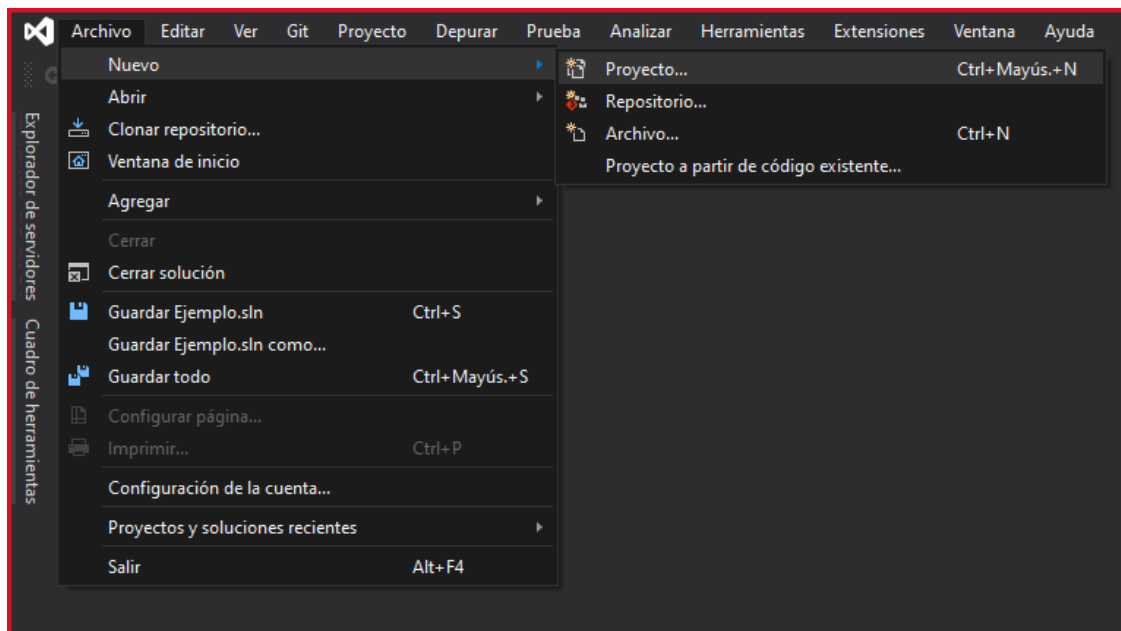 Archivo Editar Ver Git Proyecto Depurar Prueba Analizar Herramientas Extensiones Ventana Ayuda
Nuevo
Abrir
Clonar repositorio...
Ventana de inicio
Agregar
Cerrar
Cerrar solución
Guardar Ejemplo.sln Ctrl+S
Guardar Ejemplo.sln como...
Guardar todo Ctrl+Mayús.+S
Configurar página...
Imprimir... Ctrl+P
Configuración de la cuenta...
Proyectos y soluciones recientes
Salir Alt+F4
Proyecto... Ctrl+Mayús.+N
Repositorio...
Archivo... Ctrl+N
Proyecto a partir de código existente...
Explorador de servidores
Cuadro de herramientas